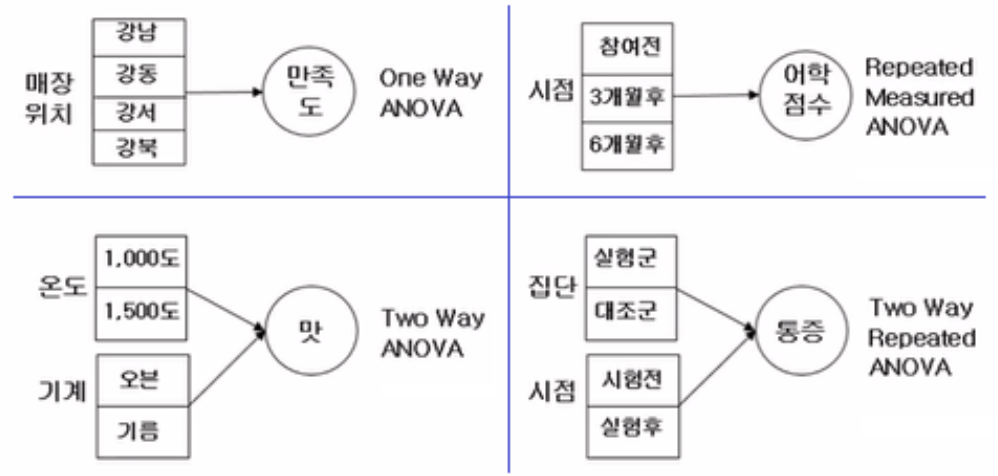 매장
위치
강남
강동
강서
강북
만족
도
One Way
ANOVA
시점
참여전
3개월후
6개월후
어학
점수
Repeated
Measured
ANOVA
온도
1,000도
1,500도
기계
오븐
기름
맛
Two Way
ANOVA
집단
실험군
대조군
시점
시험전
실험후
통증
Two Way
Repeated
ANOVA